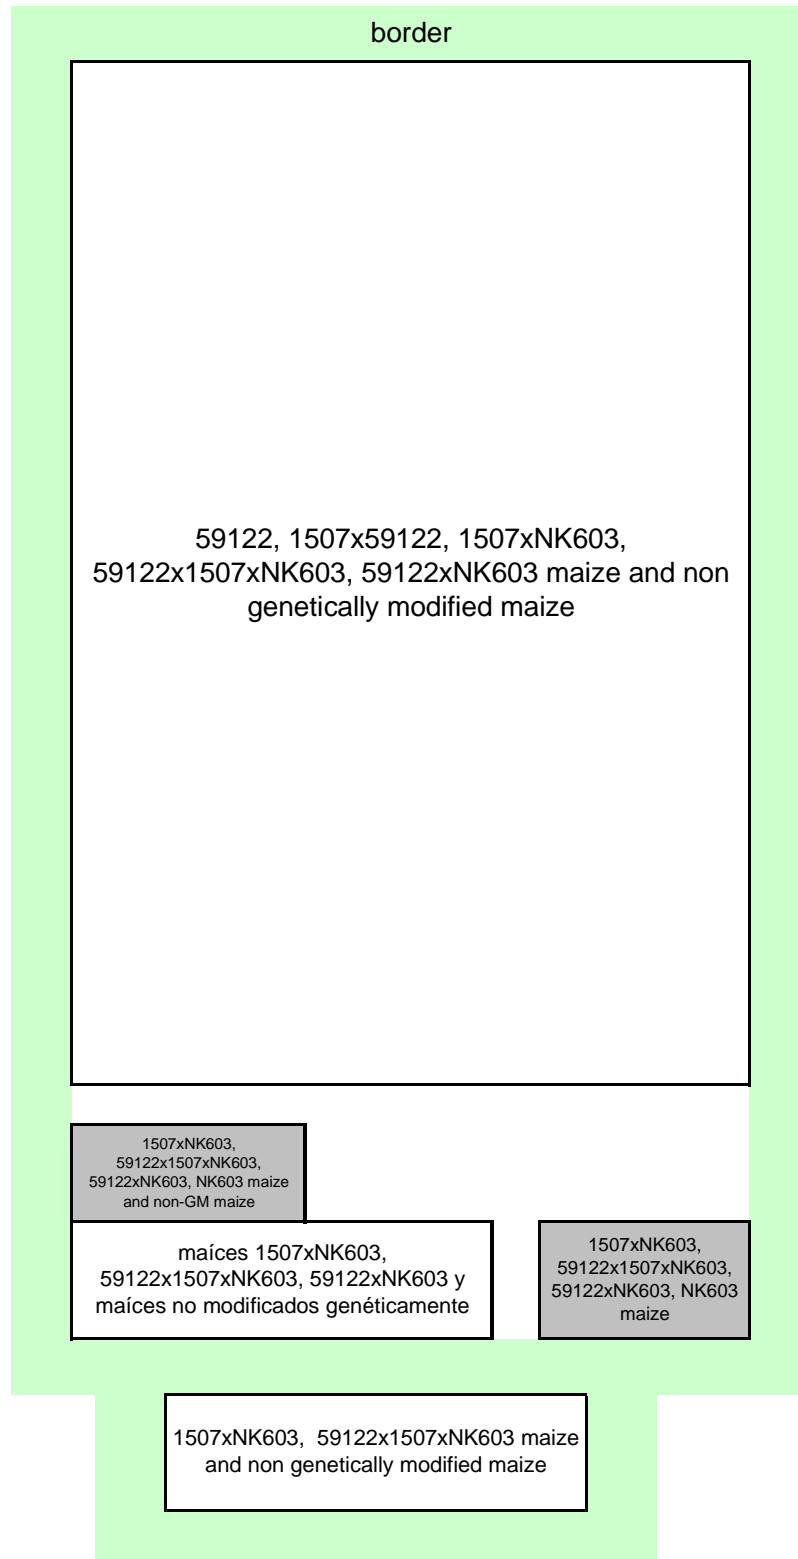 border
59122, 1507x59122, 1507xNK603,
59122x1507xNK603, 59122xNK603 maize and non
genetically modified maize
1507xNK603,
59122x1507xNK603,
59122xNK603, NK603 maize
and non-GM maize
maíces 1507xNK603,
59122x1507xNK603, 59122xNK603 y
maíces no modificados genéticamente
1507xNK603,
59122x1507xNK603,
59122xNK603, NK603
maize
1507xNK603,  59122x1507xNK603 maize
and non genetically modified maize